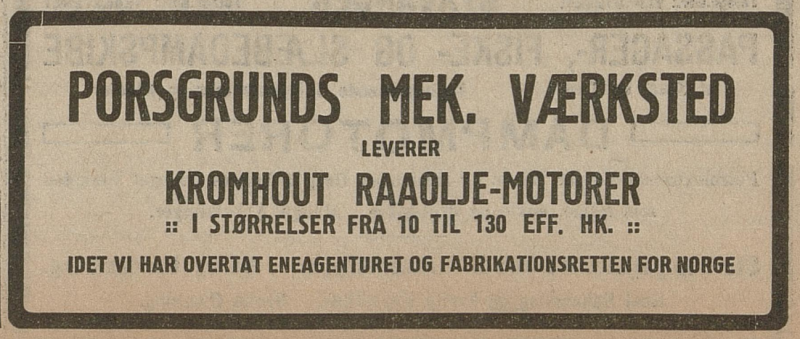 PORSGRUNDS MEK. VÆRKSTED
LEVERER
KROMHOUT RAAOLJE-MOTORER
:: I STØRRELSER FRA 10 TIL 130 EFF. HK. ::
IDET VI HAR OVERTAT ENEAGENTURET OG FABRIKATIONSRETTEN FOR NORGE